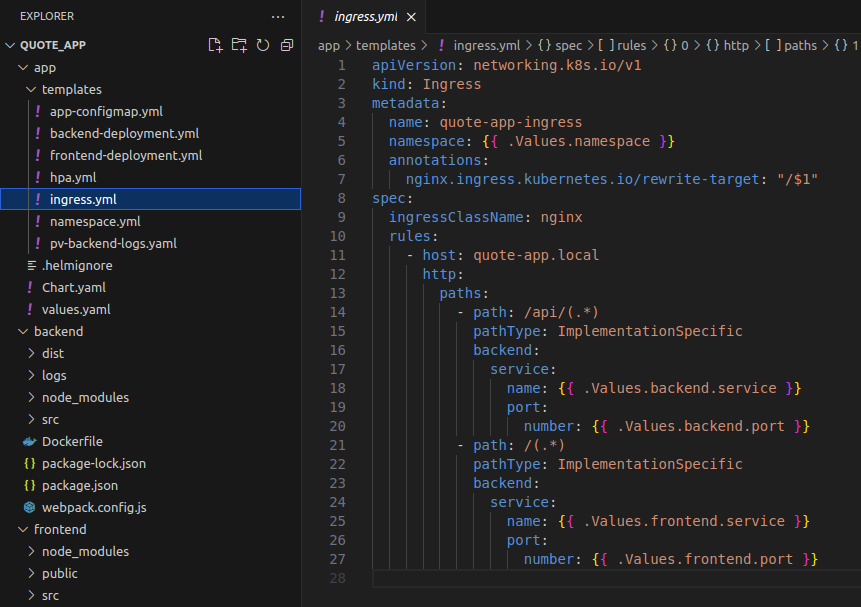 EXPLORER
QUOTE_APP
app
templates
! app-configmap.yml
! backend-deployment.yml
! frontend-deployment.yml
! hpa.yml
! ingress.yml
! namespace.yml
! pv-backend-logs.yaml
.helmignore
! Chart.yaml
! values.yaml
backend
dist
logs
node_modules
src
Dockerfile
{} package-lock.json
{} package.json
webpack.config.js
frontend
node_modules
public
src
! ingress.yml
app > templates > ! ingress.yml > {} spec > [ ] rules > {} 0 > {} http > [ ] paths > {} 1
1 apiVersion: networking.k8s.io/v1
2 kind: Ingress
3 metadata:
4   name: quote-app-ingress
5   namespace: {{ .Values.namespace }}
6   annotations:
7     nginx.ingress.kubernetes.io/rewrite-target: "/$1"
8 spec:
9   ingressClassName: nginx
10   rules:
11     - host: quote-app.local
12       http:
13         paths:
14           - path: /api/(.*)
15             pathType: ImplementationSpecific
16             backend:
17               service:
18                 name: {{ .Values.backend.service }}
19                 port:
20                   number: {{ .Values.backend.port }}
21           - path: /(.*)
22             pathType: ImplementationSpecific
23             backend:
24               service:
25                 name: {{ .Values.frontend.service }}
26                 port:
27                   number: {{ .Values.frontend.port }}
28